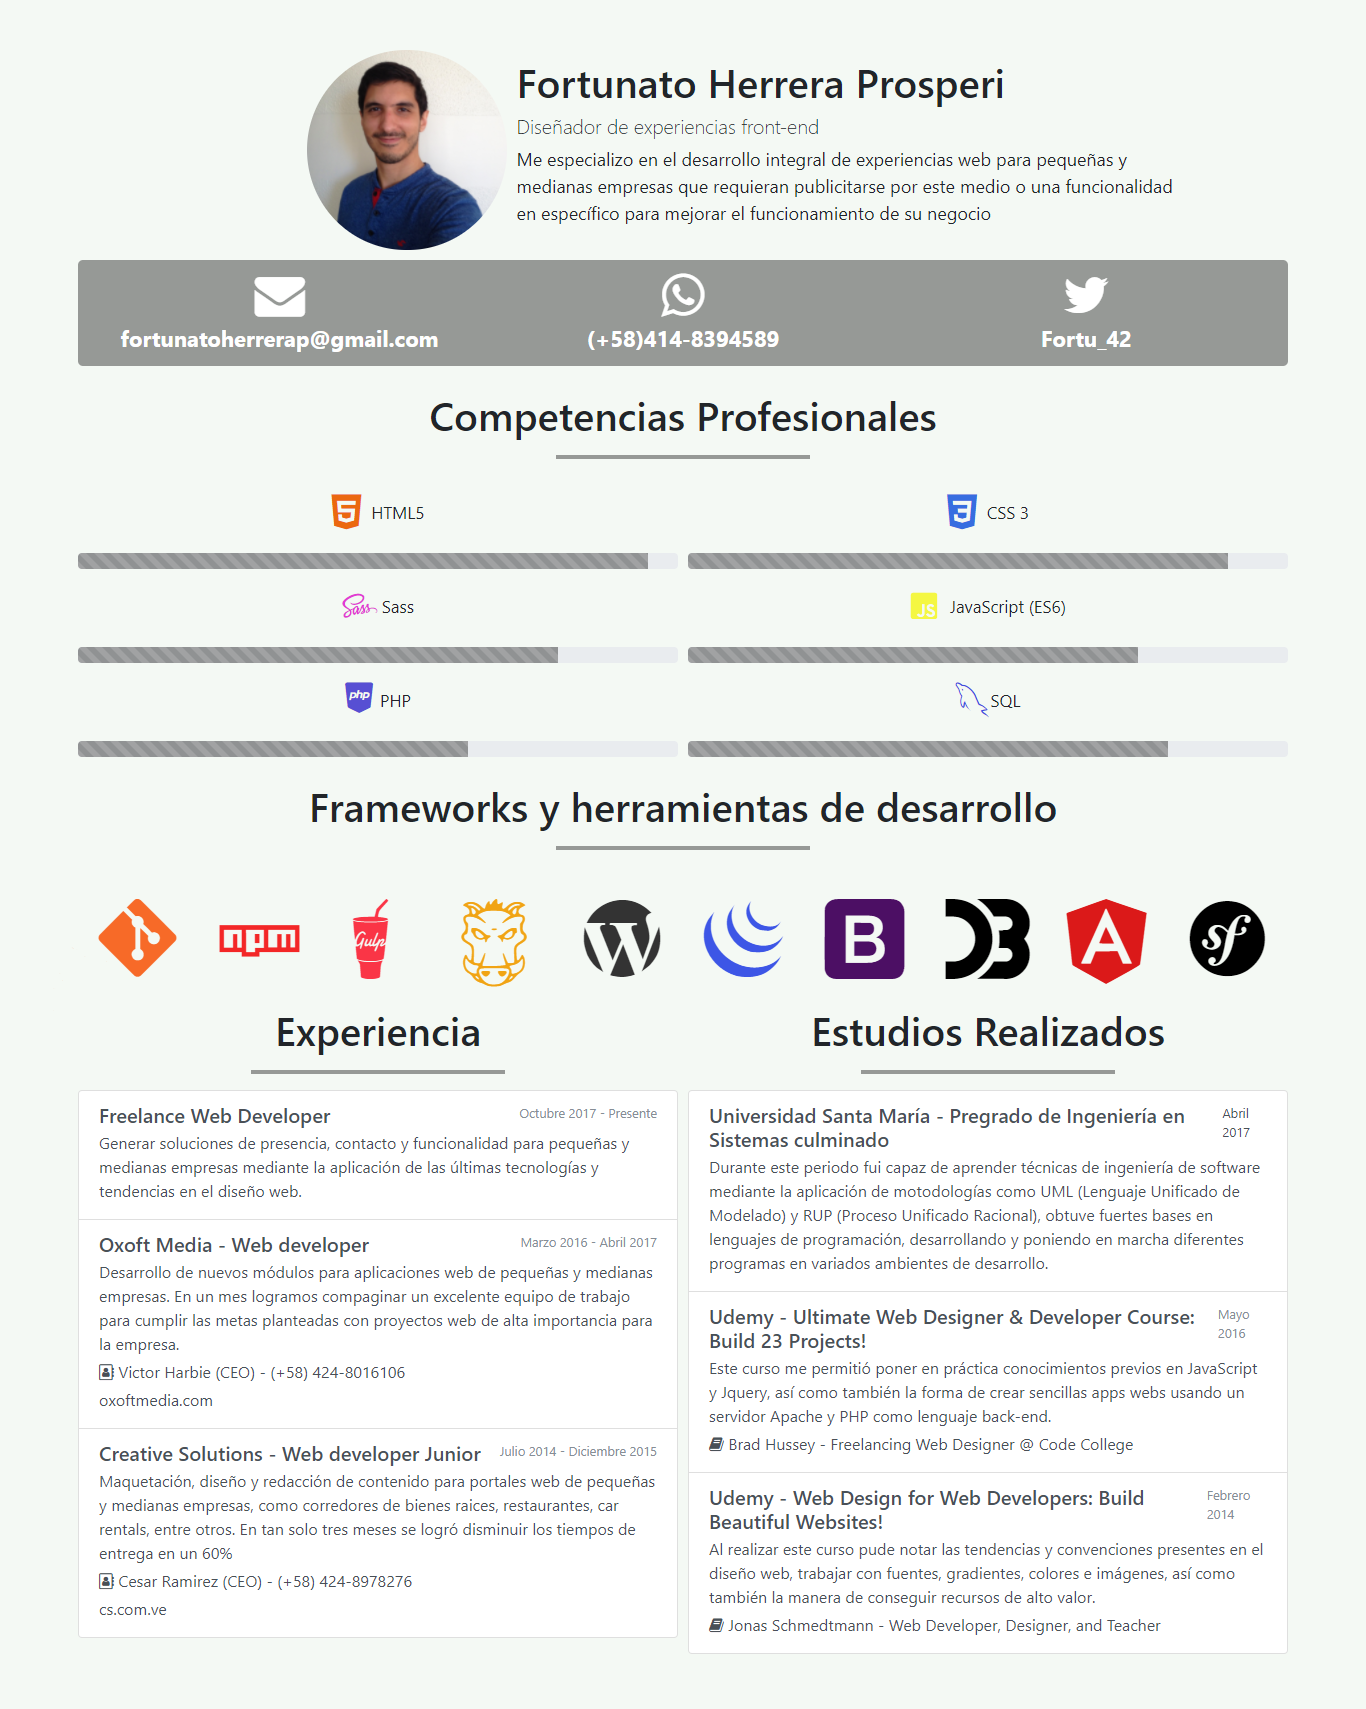 Fortunato Herrera Prosperi
Diseñador de experiencias front-end
Me especializo en el desarrollo integral de experiencias web para pequeñas y
medianas empresas que requieran publicitarse por este medio o una funcionalidad
en específico para mejorar el funcionamiento de su negocio
fortunatoherrerap@gmail.com
(+58)414-8394589
Fortu_42
Competencias Profesionales
HTML5
CSS 3
Sass Sass
JS JavaScript (ES6)
php PHP
SQL
Frameworks y herramientas de desarrollo
npm
Gulp
W
B
D3
A
sf
Experiencia
Freelance Web Developer
Octubre 2017 - Presente
Generar soluciones de presencia, contacto y funcionalidad para pequeñas y
medianas empresas mediante la aplicación de las últimas tecnologías y
tendencias en el diseño web.
Oxoft Media - Web developer
Marzo 2016 - Abril 2017
Desarrollo de nuevos módulos para aplicaciones web de pequeñas y medianas
empresas. En un mes logramos compaginar un excelente equipo de trabajo
para cumplir las metas planteadas con proyectos web de alta importancia para
la empresa.
Victor Harbie (CEO) - (+58) 424-8016106
oxoftmedia.com
Creative Solutions - Web developer Junior
Julio 2014 - Diciembre 2015
Maquetación, diseño y redacción de contenido para portales web de pequeñas
y medianas empresas, como corredores de bienes raices, restaurantes, car
rentals, entre otros. En tan solo tres meses se logró disminuir los tiempos de
entrega en un 60%
Cesar Ramirez (CEO) - (+58) 424-8978276
cs.com.ve
Estudios Realizados
Universidad Santa María - Pregrado de Ingeniería en
Sistemas culminado
Abril
2017
Durante este periodo fui capaz de aprender técnicas de ingeniería de software
mediante la aplicación de motodologías como UML (Lenguaje Unificado de
Modelado) y RUP (Proceso Unificado Racional), obtuve fuertes bases en
lenguajes de programación, desarrollando y poniendo en marcha diferentes
programas en variados ambientes de desarrollo.
Udemy - Ultimate Web Designer & Developer Course:
Build 23 Projects!
Mayo
2016
Este curso me permitió poner en práctica conocimientos previos en JavaScript
y Jquery, así como también la forma de crear sencillas apps webs usando un
servidor Apache y PHP como lenguaje back-end.
Brad Hussey - Freelancing Web Designer @ Code College
Udemy - Web Design for Web Developers: Build
Beautiful Websites!
Febrero
2014
Al realizar este curso pude notar las tendencias y convenciones presentes en el
diseño web, trabajar con fuentes, gradientes, colores e imágenes, así como
también la manera de conseguir recursos de alto valor.
Jonas Schmedtmann - Web Developer, Designer, and Teacher